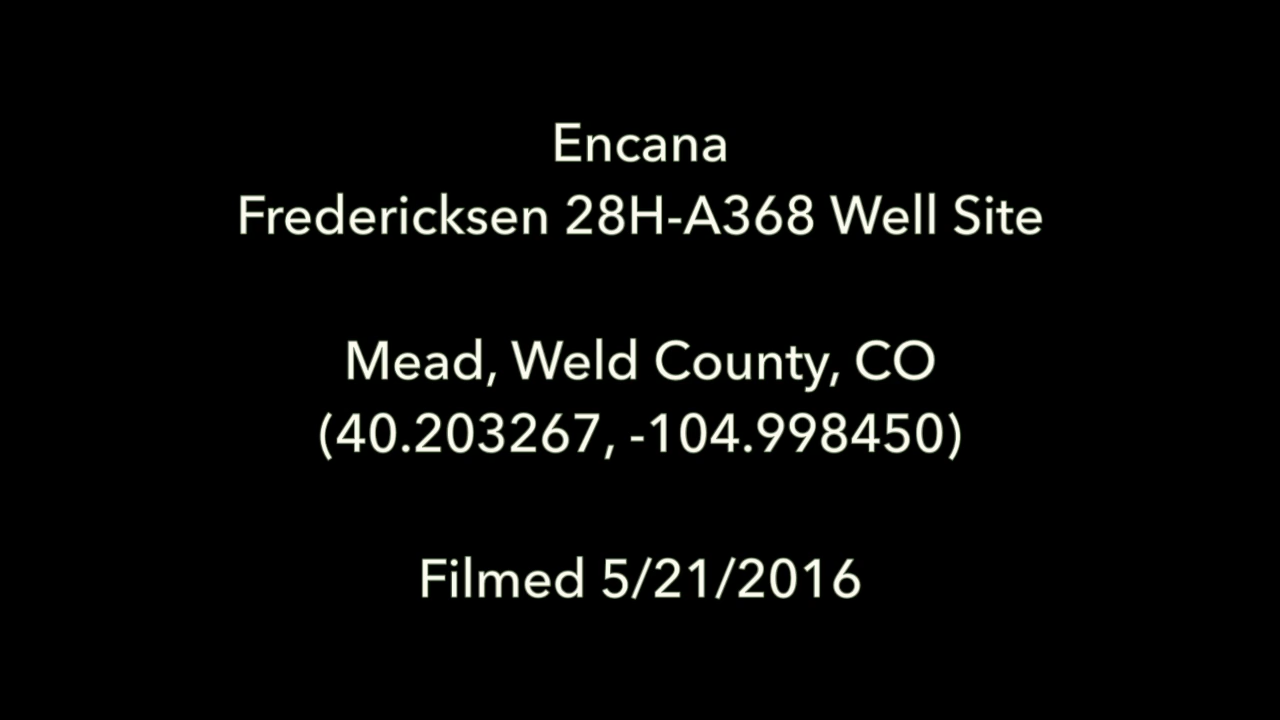 Encana
Fredericksen 28H-A368 Well Site
Mead, Weld County, CO
(40.203267, -104.998450)
Filmed 5/21/2016